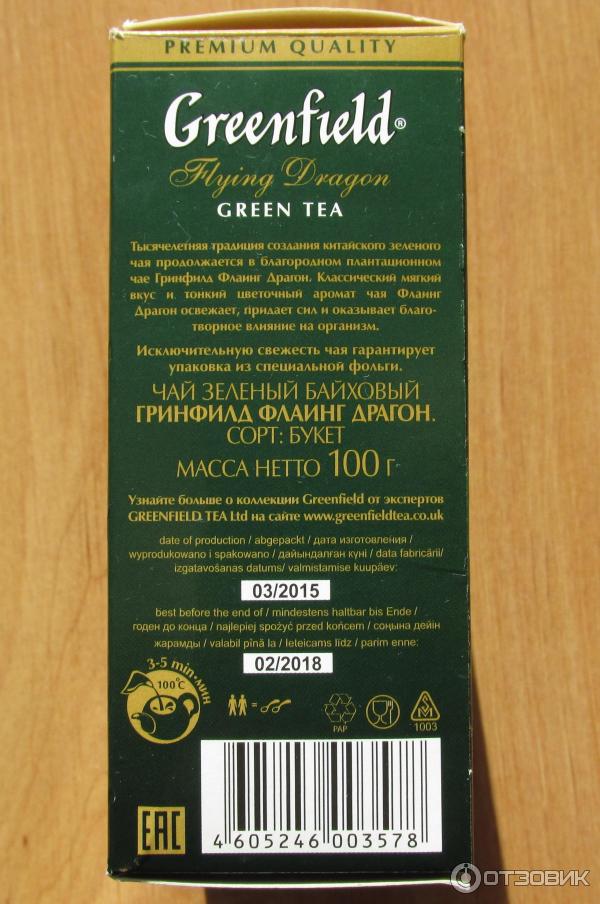 PREMIUM QUALITY
Greenfield®
Flying Dragon
GREEN TEA
Тысячелетняя традиция создания китайского зеленого
чая продолжается в благородном плантационном
чае Гринфилд Флаинг Драгон. Классический мягкий
вкус и тонкий цветочный аромат чая Флаинг
Драгон освежает, придает сил и оказывает благо-
творное влияние на организм.
Исключительную свежесть чая гарантирует
упаковка из специальной фольги.
ЧАЙ ЗЕЛЕНЫЙ БАЙХОВЫЙ
ГРИНФИЛД ФЛАИНГ ДРАГОН.
СОРТ: БУКЕТ
МАССА НЕТТО 100 Г
Узнайте больше о коллекции Greenfield от экспертов
GREENFIELD TEA Ltd на сайте www.greenfieldtea.co.uk
date of production / abgepackt / дата изготовления /
wyprodukowano i spakowano / дайындалған күні / data fabricării/
izgatavošanas datums/ valmistamise kuupäev:
03/2015
best before the end of / mindestens haltbar bis Ende /
годен до конца / najlepiej spożyć przed końcem / соңына дейін
жарамды / valabil pînă la / Ieteicams līdz / parim enne:
02/2018
3-5 min-мин
100°C
=
PAP
1003
EAC
4 605246 003578
ОТЗОВИК